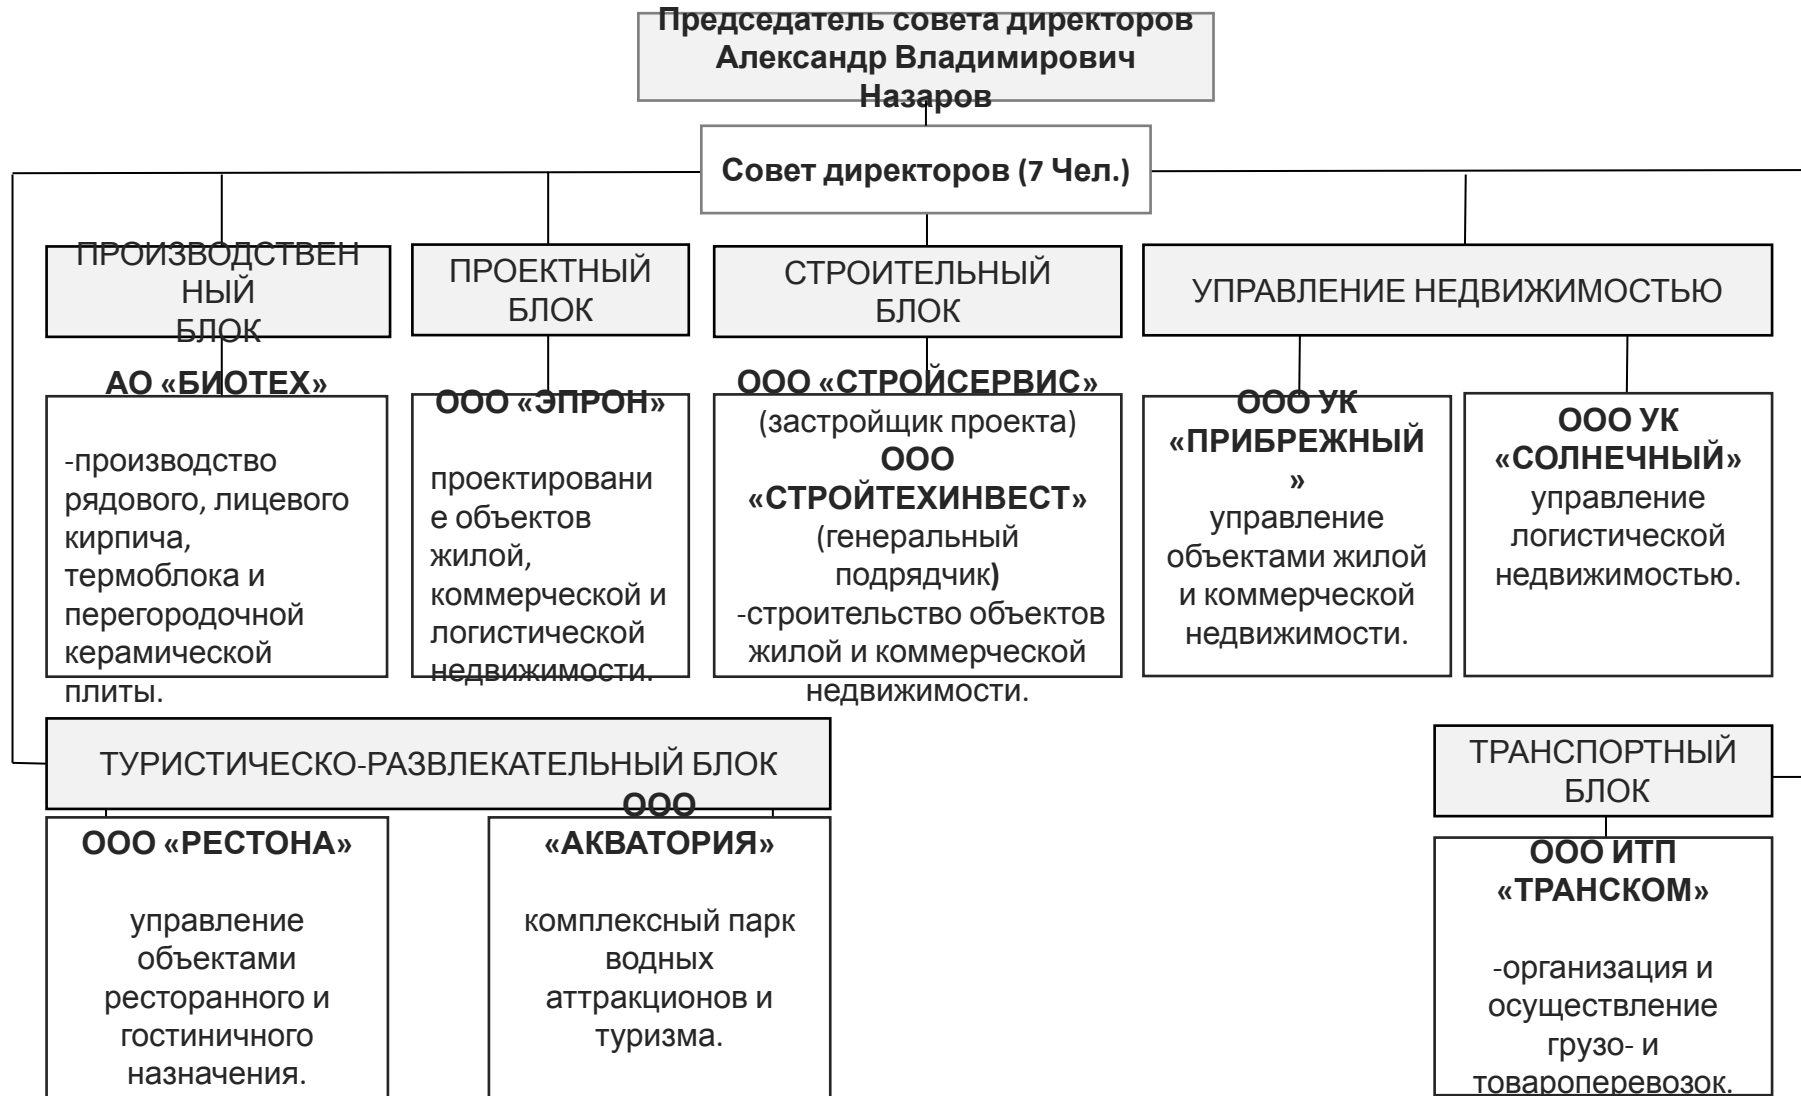 Председатель совета директоров
Александр Владимирович
Назаров
Совет директоров (7 Чел.)
ПРОИЗВОДСТВЕН
НЫЙ
БЛОК
ПРОЕКТНЫЙ
БЛОК
СТРОИТЕЛЬНЫЙ
БЛОК
УПРАВЛЕНИЕ НЕДВИЖИМОСТЬЮ
АО «БИОТЕХ»
-производство
рядового, лицевого
кирпича,
термоблока и
перегородочной
керамической
плиты.
ООО «ЭПРОН»
проектировани
е объектов
жилой,
коммерческой и
логистической
недвижимости.
ООО «СТРОЙСЕРВИС»
(застройщик проекта)
ООО
«СТРОЙТЕХИНВЕСТ»
(генеральный
подрядчик)
-строительство объектов
жилой и коммерческой
недвижимости.
ООО УК
«ПРИБРЕЖНЫЙ
»
управление
объектами жилой
и коммерческой
недвижимости.
ООО УК
«СОЛНЕЧНЫЙ»
управление
логистической
недвижимостью.
ТУРИСТИЧЕСКО-РАЗВЛЕКАТЕЛЬНЫЙ БЛОК
ТРАНСПОРТНЫЙ
БЛОК
ООО «РЕСТОНА»
управление
объектами
ресторанного и
гостиничного
назначения.
ООО
«АКВАТОРИЯ»
комплексный парк
водных
аттракционов и
туризма.
ООО ИТП
«ТРАНСКОМ»
-организация и
осуществление
грузо- и
товароперевозок.